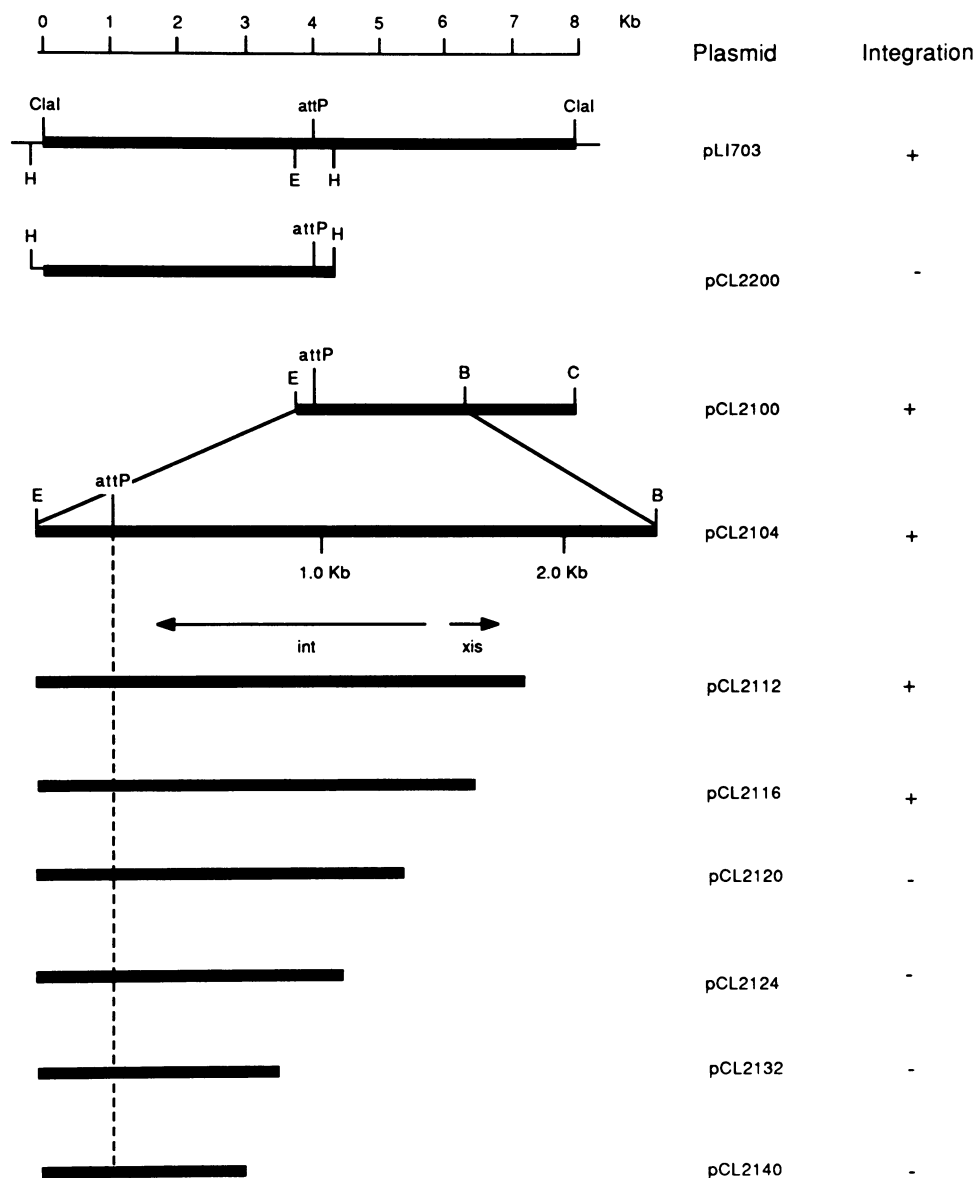 0 1 2 3 4 5 6 7 8 Kb
Plasmid Integration
ClaI attP ClaI
pLI703 +
H E H
H attP H
pCL2200 -
attP
E B C
pCL2100 +
attP
E B
pCL2104 +
1.0 Kb 2.0 Kb
int xis
pCL2112 +
pCL2116 +
pCL2120 -
pCL2124 -
pCL2132 -
pCL2140 -